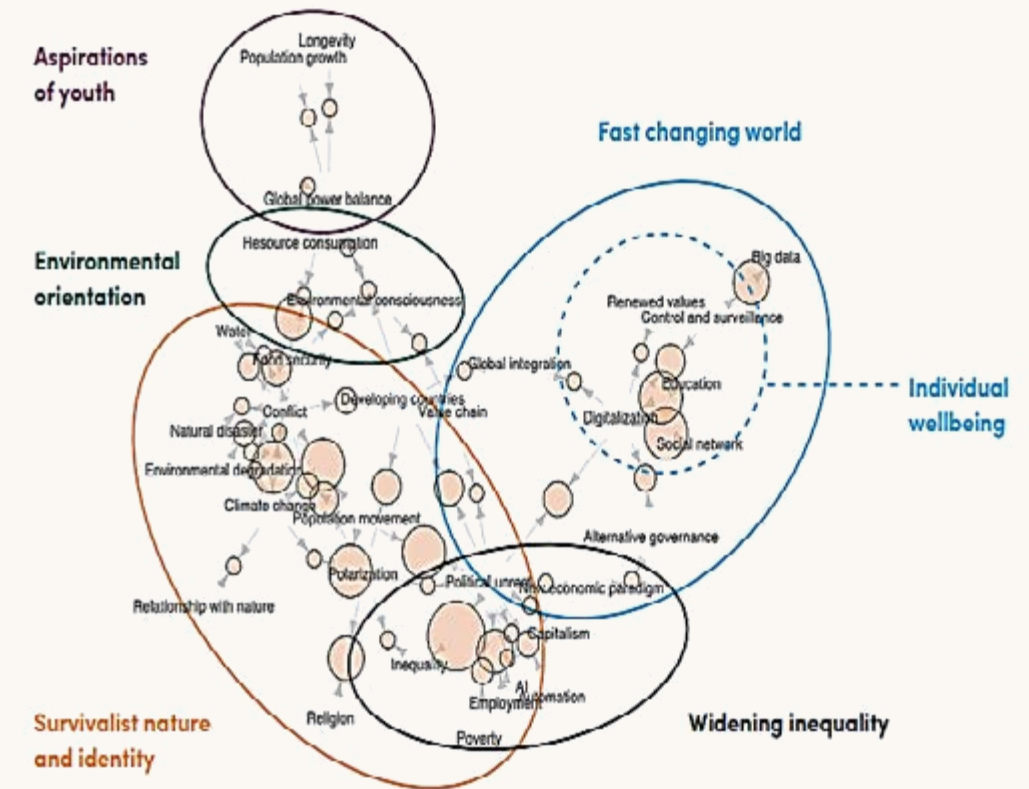 Longevity
Population growth
Aspirations
of youth
Fast changing world
Global power balance
Hesource consumption
Environmental
orientation
Big data
Environmental consciousness
Renewed values
Control and surveillance
Water
Food security
Global integration
Education
Individual
wellbeing
Developing countries
Value chain
Conflict
Digitalization
Natural disaster
Social network
Environmental degradation
Climate change
Population movement
Alternative governance
Polarization
Political unrest
New economic paradigm
Relationship with nature
Capitalism
Inequality
AI
Automation
Employment
Religion
Survivalist nature
and identity
Widening inequality
Poverty